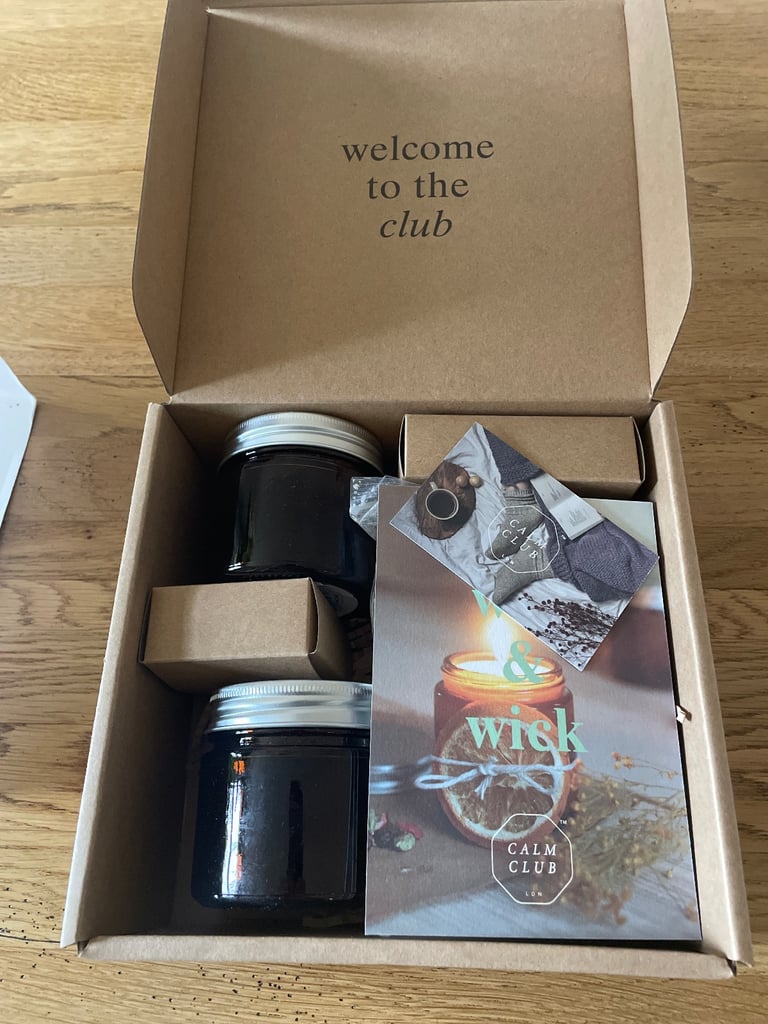 welcome
to the
club
CALM
CLUB
&
wick
CALM
CLUB
LDN